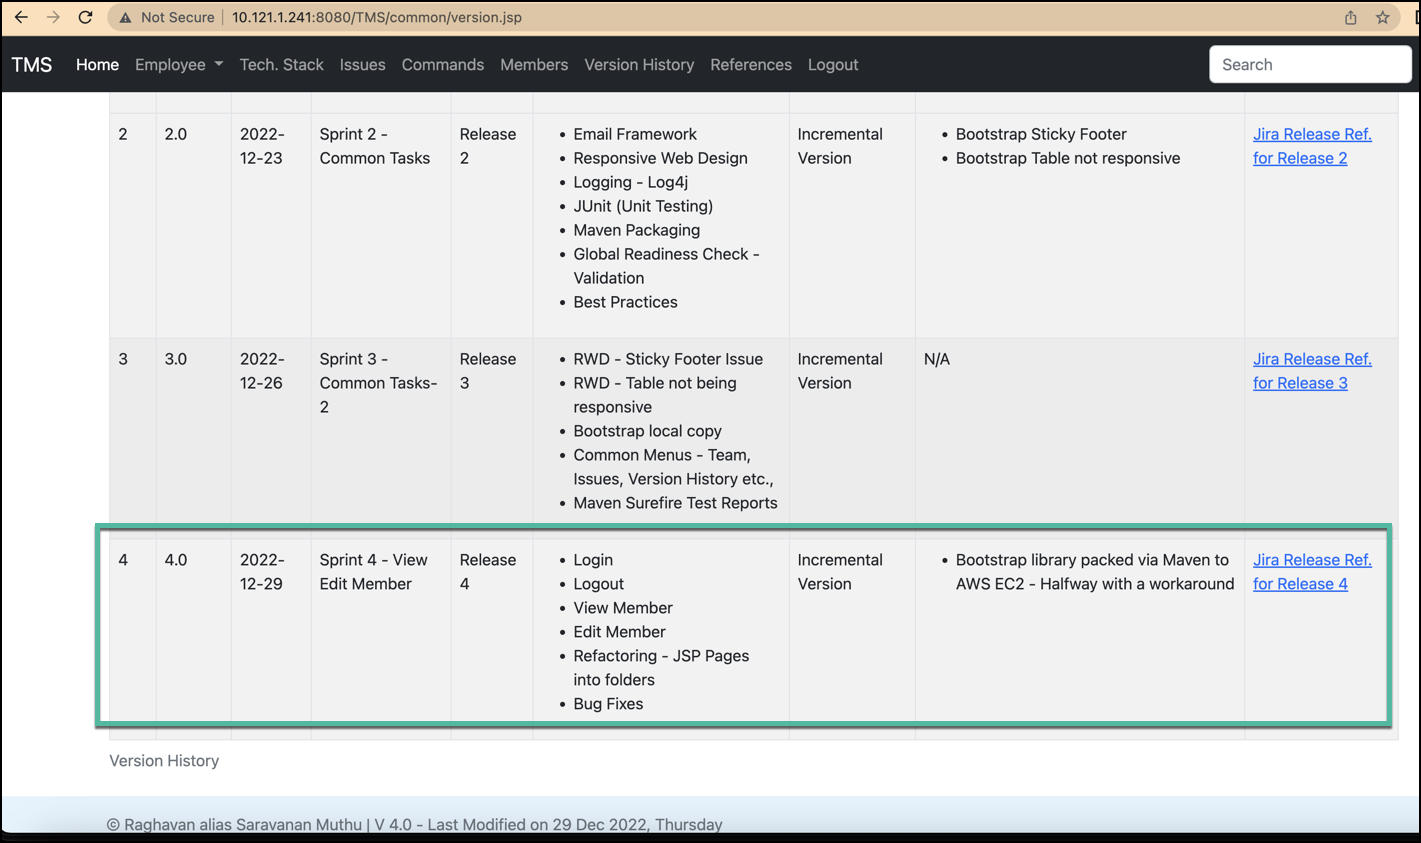 Not Secure | 10.121.1.241:8080/TMS/common/version.jsp
TMS Home Employee Tech. Stack Issues Commands Members Version History References Logout Search
2 2.0 2022- Sprint 2 - Release • Email Framework Incremental • Bootstrap Sticky Footer Jira Release Ref.
12-23 Common Tasks 2 • Responsive Web Design Version • Bootstrap Table not responsive for Release 2
• Logging - Log4j
• JUnit (Unit Testing)
• Maven Packaging
• Global Readiness Check -
Validation
• Best Practices
3 3.0 2022- Sprint 3 - Release • RWD - Sticky Footer Issue Incremental N/A Jira Release Ref.
12-26 Common Tasks- 3 • RWD - Table not being Version for Release 3
2 responsive
• Bootstrap local copy
• Common Menus - Team,
Issues, Version History etc.,
• Maven Surefire Test Reports
4 4.0 2022- Sprint 4 - View Release • Login Incremental • Bootstrap library packed via Maven to Jira Release Ref.
12-29 Edit Member 4 • Logout Version AWS EC2 - Halfway with a workaround for Release 4
• View Member
• Edit Member
• Refactoring - JSP Pages
into folders
• Bug Fixes
Version History
© Raghavan alias Saravanan Muthu | V 4.0 - Last Modified on 29 Dec 2022, Thursday